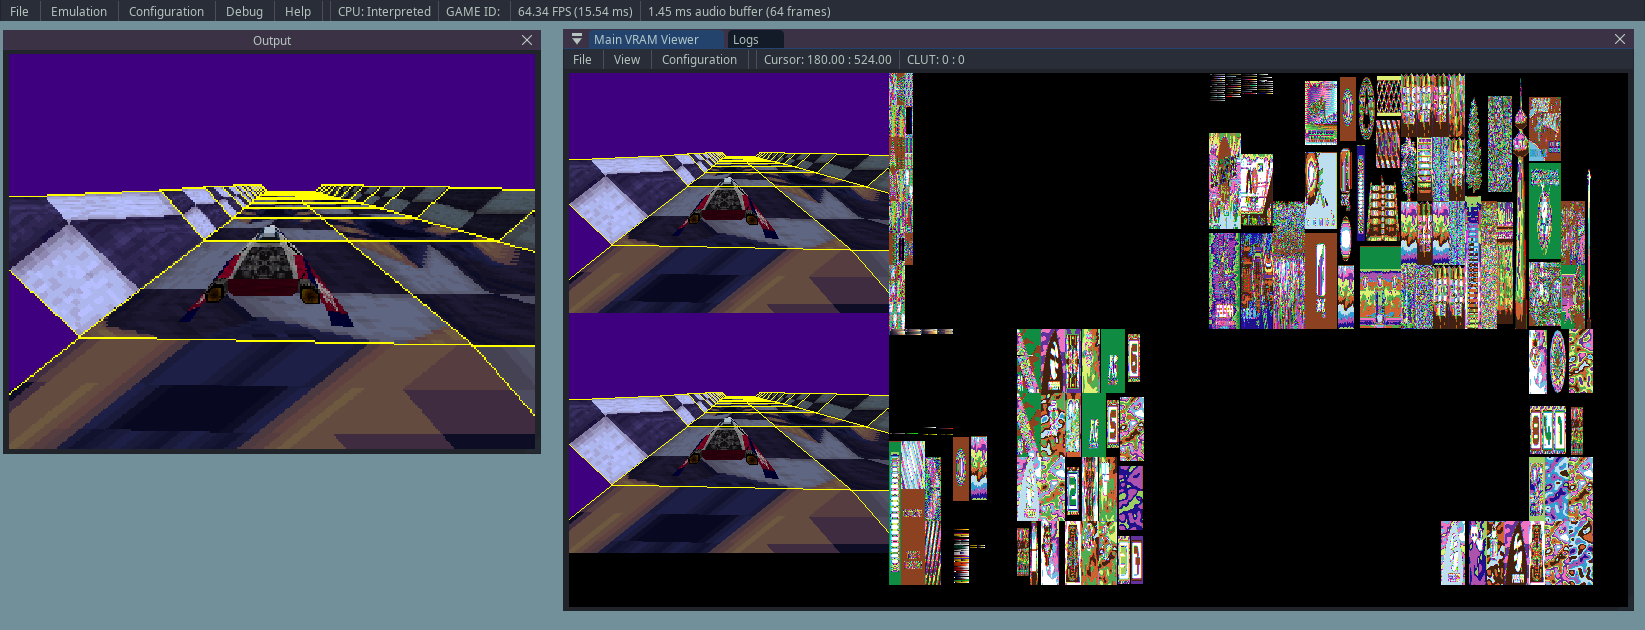 File Emulation Configuration Debug Help CPU: Interpreted GAME ID: 64.34 FPS (15.54 ms) 1.45 ms audio buffer (64 frames)
Output
Main VRAM Viewer Logs
File View Configuration Cursor: 180.00 : 524.00 CLUT: 0 : 0